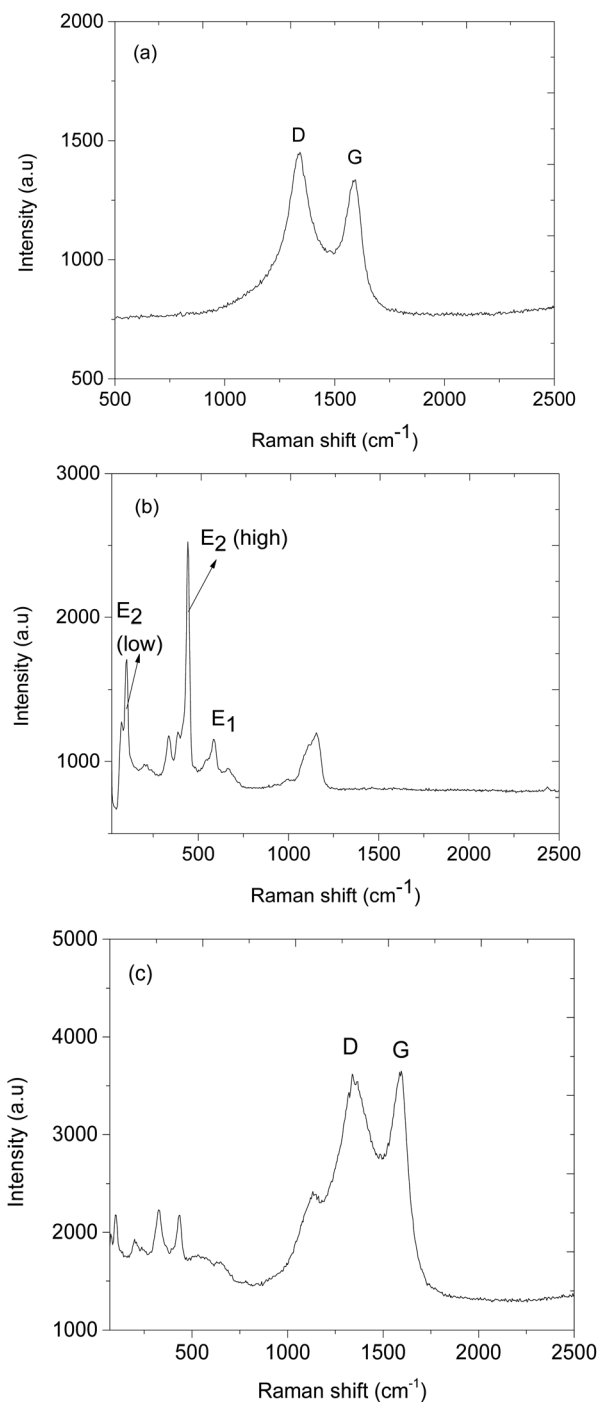 (a)
2000
1500
1000
500
D
G
Intensity (a.u)
500 1000 1500 2000 2500
Raman shift (cm-1)
(b)
3000
2000
1000
E2 (high)
E2
(low)
E1
Intensity (a.u)
500 1000 1500 2000 2500
Raman shift (cm-1)
(c)
5000
4000
3000
2000
1000
D
G
Intensity (a.u)
500 1000 1500 2000 2500
Raman shift (cm-1)